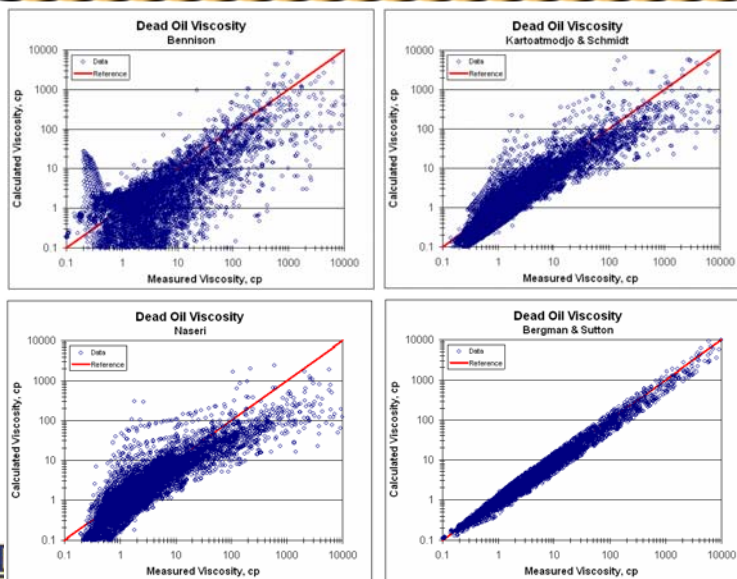 Dead Oil Viscosity
Bennison
Calculated Viscosity, cp
10000
1000
100
10
1
0.1
Data
Reference
0.1 1 10 100 1000 10000
Measured Viscosity, cp
Dead Oil Viscosity
Kartoatmodjo & Schmidt
Calculated Viscosity, cp
10000
1000
100
10
1
0.1
Data
Reference
0.1 1 10 100 1000 10000
Measured Viscosity, cp
Dead Oil Viscosity
Naseri
Calculated Viscosity, cp
10000
1000
100
10
1
0.1
Data
Reference
0.1 1 10 100 1000 10000
Measured Viscosity, cp
Dead Oil Viscosity
Bergman & Sutton
Calculated Viscosity, cp
10000
1000
100
10
1
0.1
Data
Reference
0.1 1 10 100 1000 10000
Measured Viscosity, cp